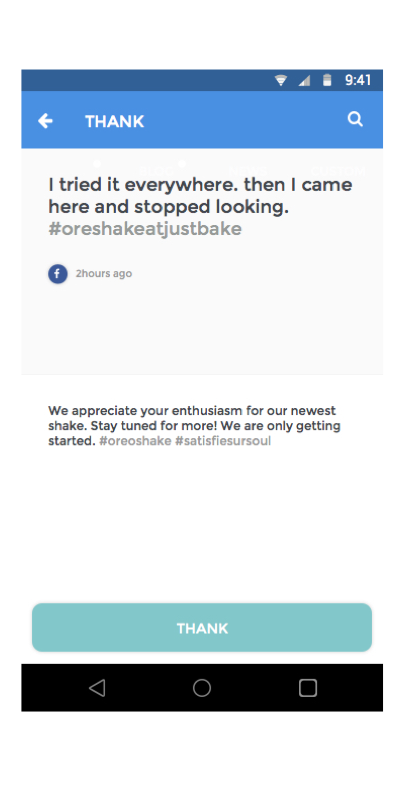 9:41
THANK
I tried it everywhere. then I came
here and stopped looking.
#oreshakeatjustbake
f 2hours ago
We appreciate your enthusiasm for our newest
shake. Stay tuned for more! We are only getting
started. #oreoshake #satisfiesursoul
THANK